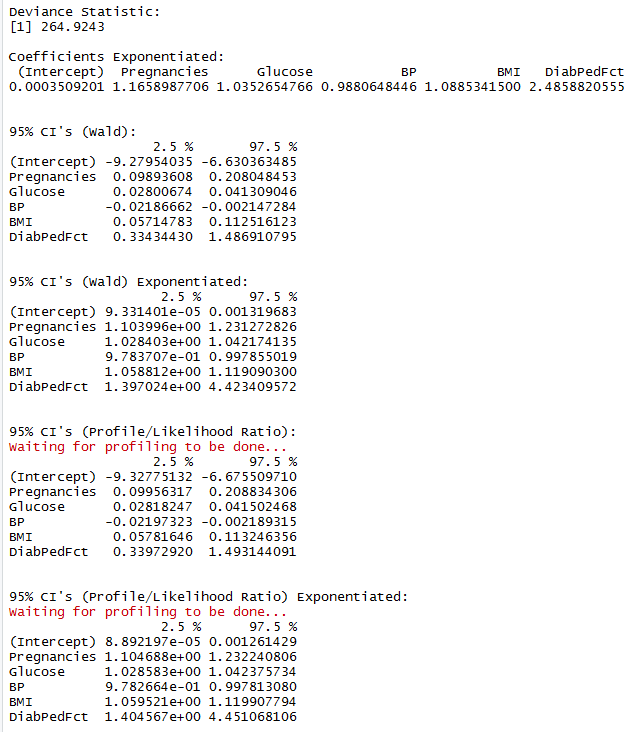 Deviance Statistic:
[1] 264.9243
Coefficients Exponentiated:
(Intercept) Pregnancies Glucose BP BMI DiabPedFct
0.0003509201 1.1658987706 1.0352654766 0.9880648446 1.0885341500 2.4858820555
95% CI's (Wald):
2.5 % 97.5 %
(Intercept) -9.27954035 -6.630363485
Pregnancies 0.09893608 0.208048453
Glucose 0.02800674 0.041309046
BP -0.02186662 -0.002147284
BMI 0.05714783 0.112516123
DiabPedFct 0.33434430 1.486910795
95% CI's (Wald) Exponentiated:
2.5 % 97.5 %
(Intercept) 9.331401e-05 0.001319683
Pregnancies 1.103996e+00 1.231272826
Glucose 1.028403e+00 1.042174135
BP 9.783707e-01 0.997855019
BMI 1.058812e+00 1.119090300
DiabPedFct 1.397024e+00 4.423409572
95% CI's (Profile/Likelihood Ratio):
Waiting for profiling to be done...
2.5 % 97.5 %
(Intercept) -9.32775132 -6.675509710
Pregnancies 0.09956317 0.208834306
Glucose 0.02818247 0.041502468
BP -0.02197323 -0.002189315
BMI 0.05781646 0.113246356
DiabPedFct 0.33972920 1.493144091
95% CI's (Profile/Likelihood Ratio) Exponentiated:
Waiting for profiling to be done...
2.5 % 97.5 %
(Intercept) 8.892197e-05 0.001261429
Pregnancies 1.104688e+00 1.232240806
Glucose 1.028583e+00 1.042375734
BP 9.782664e-01 0.997813080
BMI 1.059521e+00 1.119907794
DiabPedFct 1.404567e+00 4.451068106